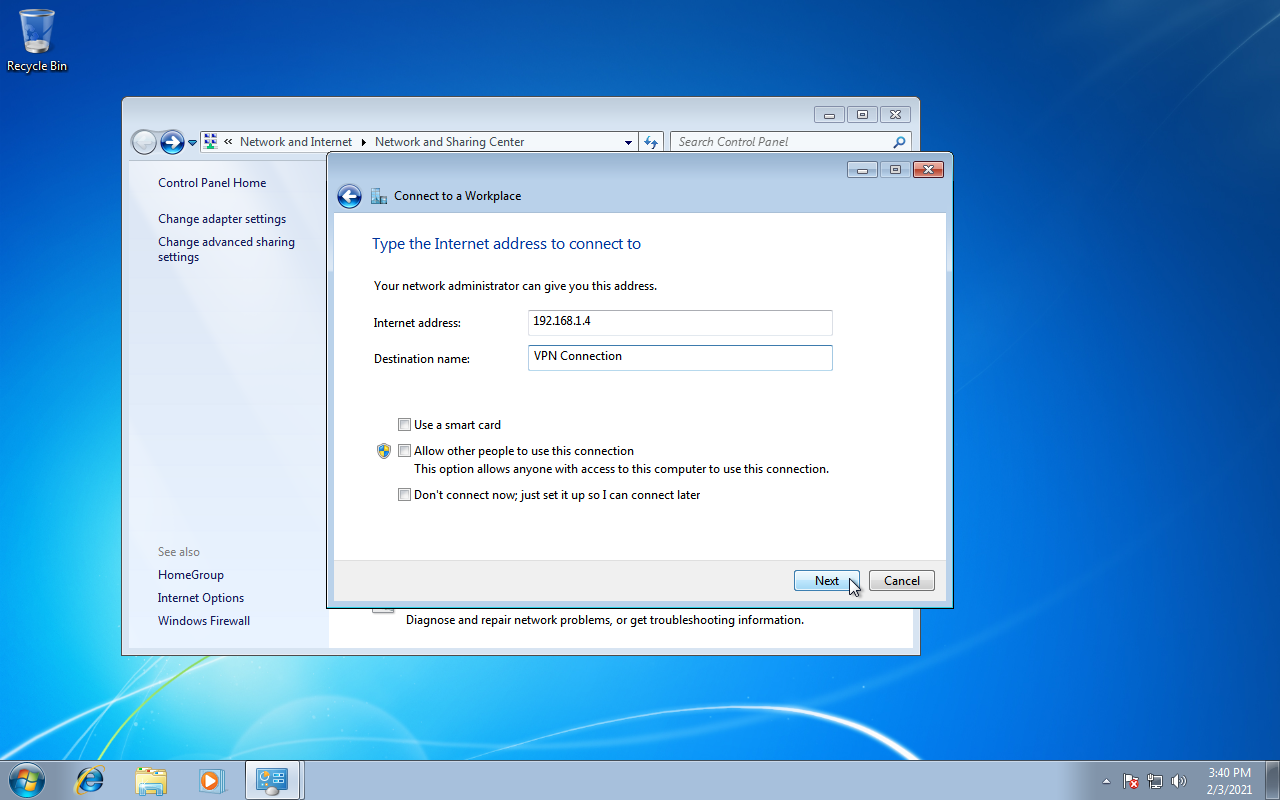 Recycle Bin
« Network and Internet Network and Sharing Center
Search Control Panel
Control Panel Home
Change adapter settings
Change advanced sharing
settings
See also
HomeGroup
Internet Options
Windows Firewall
Connect to a Workplace
Type the Internet address to connect to
Your network administrator can give you this address.
Internet address: 192.168.1.4
Destination name: VPN Connection
Use a smart card
Allow other people to use this connection
This option allows anyone with access to this computer to use this connection.
Don't connect now; just set it up so I can connect later
Next Cancel
Diagnose and repair network problems, or get troubleshooting information.
3:40 PM
2/3/2021